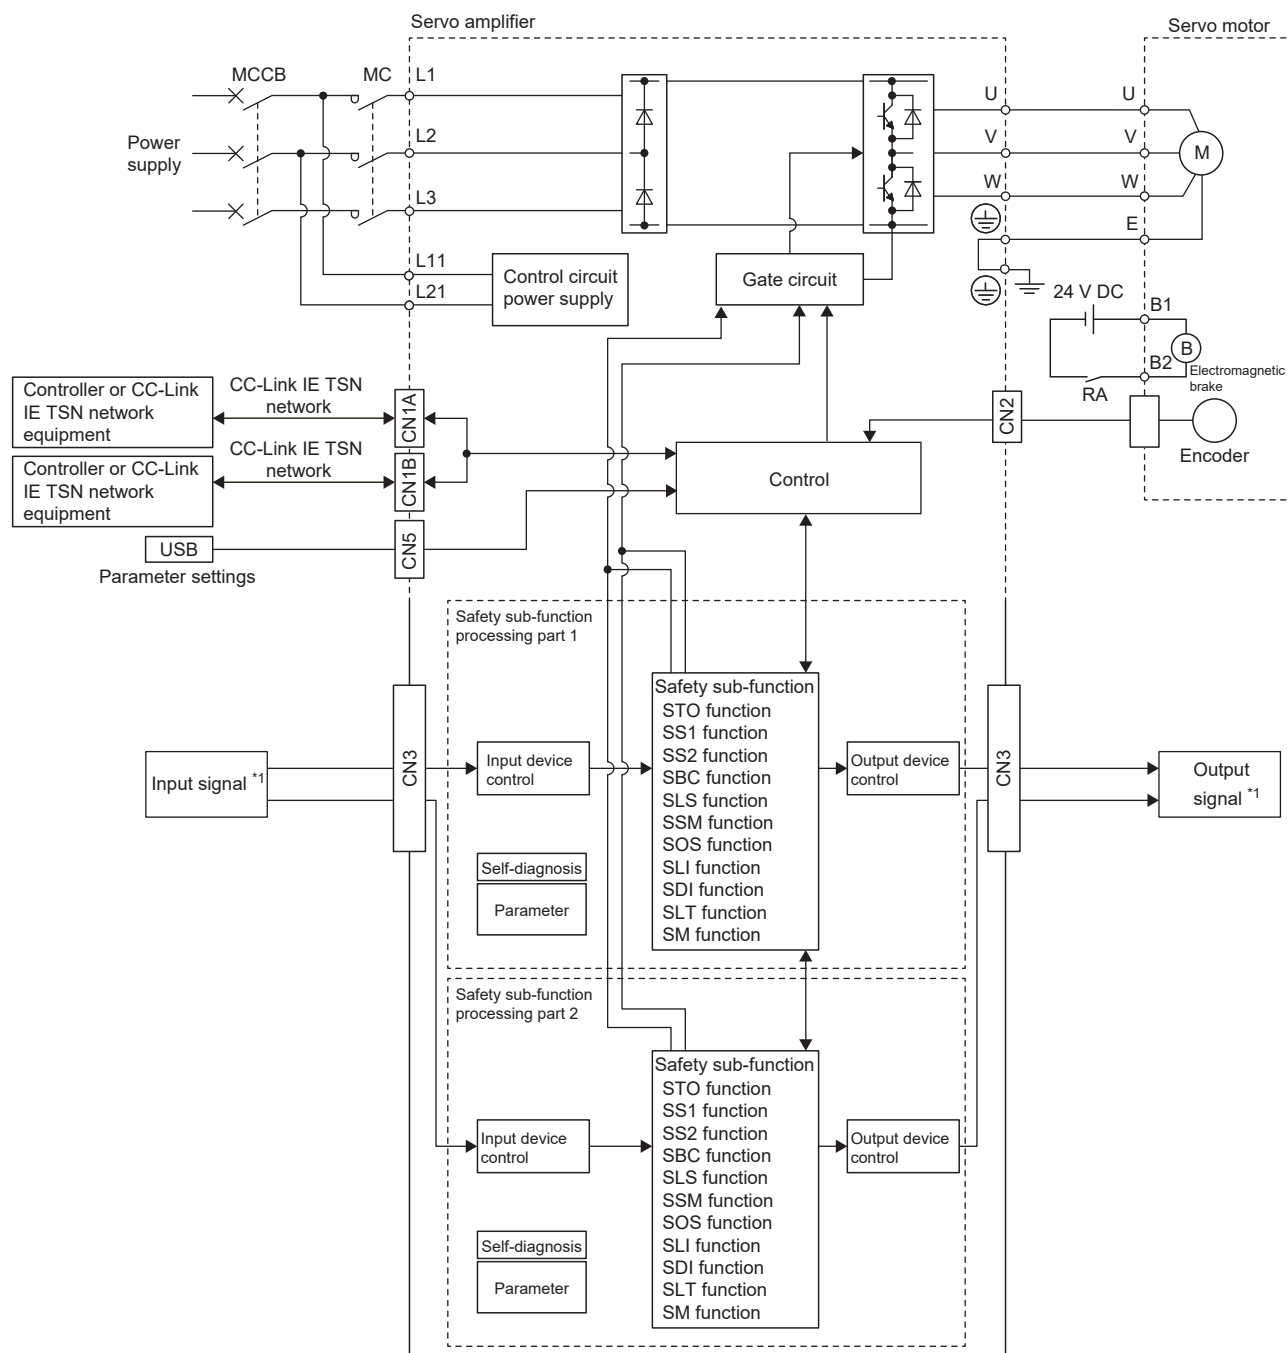 Servo amplifier
Servo motor
MCCB
MC
L1
L2
L3
Power
supply
U
V
W
U
V
W
M
E
L11
L21
Control circuit
power supply
Gate circuit
24 V DC
B1
B
B2
Electromagnetic
brake
RA
Controller or CC-Link
IE TSN network
equipment
CC-Link IE TSN
network
CN1A
CN2
Encoder
Controller or CC-Link
IE TSN network
equipment
CC-Link IE TSN
network
CN1B
Control
USB
CN5
Parameter settings
Safety sub-function
processing part 1
Safety sub-function
STO function
SS1 function
SS2 function
SBC function
SLS function
SSM function
SOS function
SLI function
SDI function
SLT function
SM function
Input signal *1
CN3
Input device
control
Output device
control
CN3
Output
signal *1
Self-diagnosis
Parameter
Safety sub-function
processing part 2
Safety sub-function
STO function
SS1 function
SS2 function
SBC function
SLS function
SSM function
SOS function
SLI function
SDI function
SLT function
SM function
Input device
control
Output device
control
Self-diagnosis
Parameter